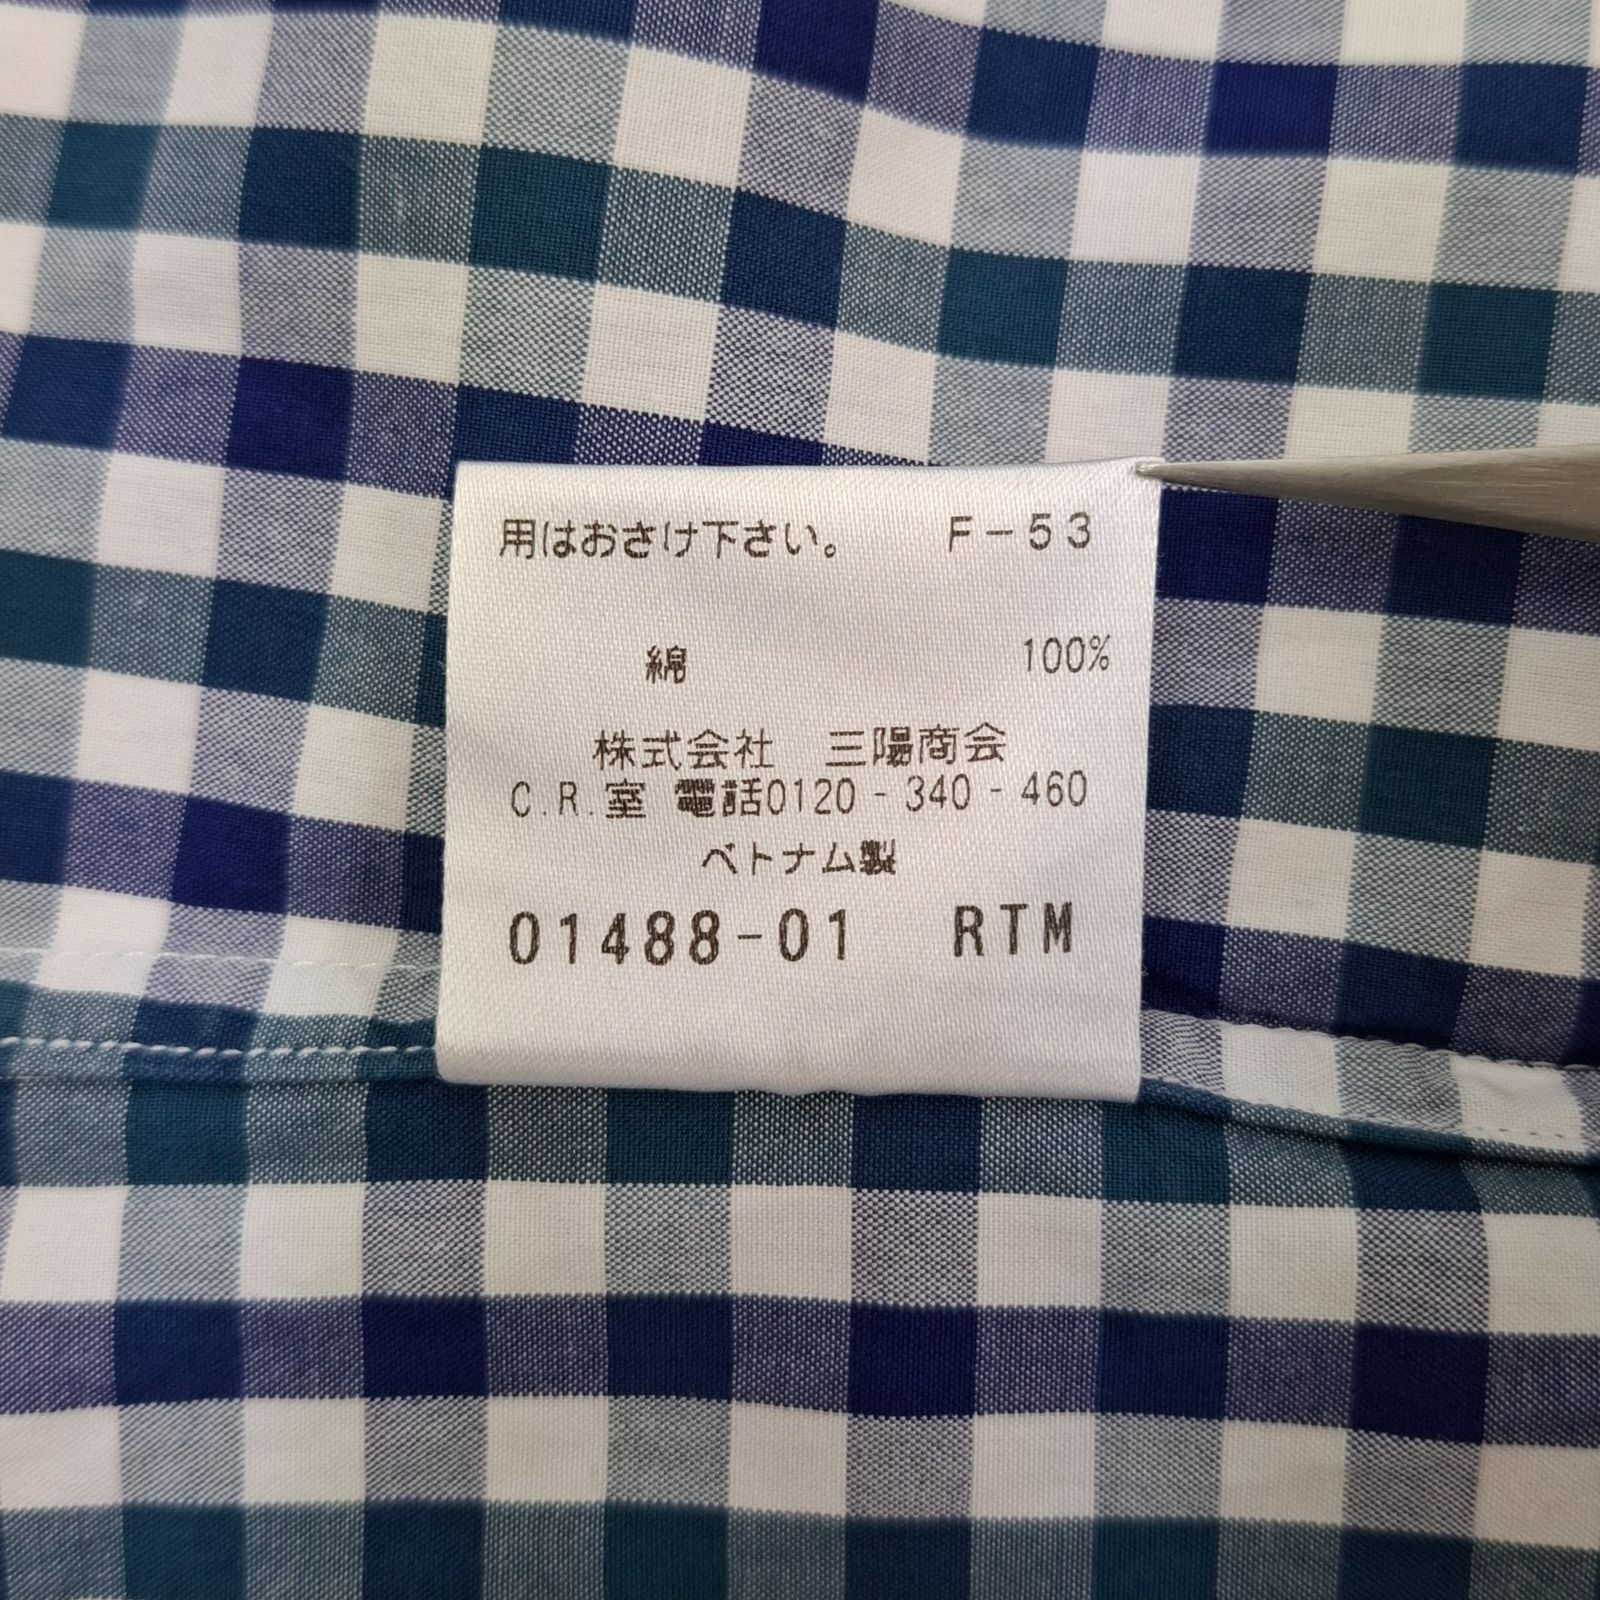 用はおさけ下さい。 F-53
綿 100%
株式会社 三陽商会
C.R.室 電話0120-340-460
ベトナム製
01488-01 RTM